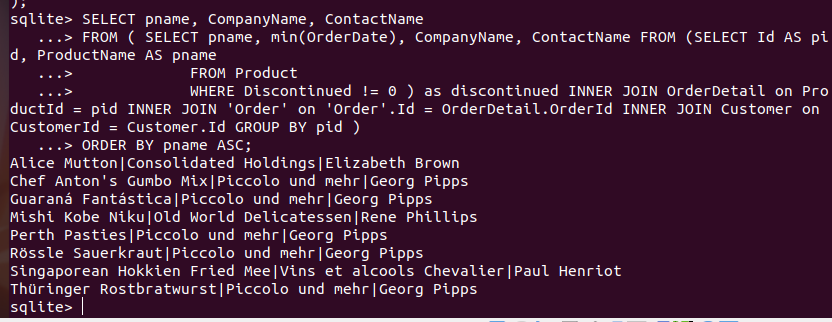 );
sqlite> SELECT pname, CompanyName, ContactName
   ...> FROM ( SELECT pname, min(OrderDate), CompanyName, ContactName FROM (SELECT Id AS pi
d, ProductName AS pname
   ...>             FROM Product
   ...>             WHERE Discontinued != 0 ) as discontinued INNER JOIN OrderDetail on Pro
ductId = pid INNER JOIN 'Order' on 'Order'.Id = OrderDetail.OrderId INNER JOIN Customer on
CustomerId = Customer.Id GROUP BY pid )
   ...> ORDER BY pname ASC;
Alice Mutton|Consolidated Holdings|Elizabeth Brown
Chef Anton's Gumbo Mix|Piccolo und mehr|Georg Pipps
Guaraná Fantástica|Piccolo und mehr|Georg Pipps
Mishi Kobe Niku|Old World Delicatessen|Rene Phillips
Perth Pasties|Piccolo und mehr|Georg Pipps
Rössle Sauerkraut|Piccolo und mehr|Georg Pipps
Singaporean Hokkien Fried Mee|Vins et alcools Chevalier|Paul Henriot
Thüringer Rostbratwurst|Piccolo und mehr|Georg Pipps
sqlite>